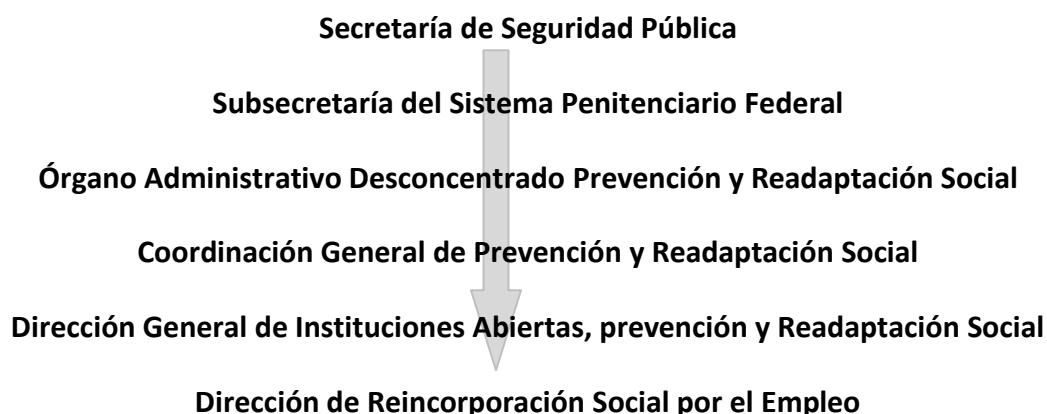 Secretaría de Seguridad Pública
Subsecretaría del Sistema Penitenciario Federal
Órgano Administrativo Desconcentrado Prevención y Readaptación Social
Coordinación General de Prevención y Readaptación Social
Dirección General de Instituciones Abiertas, prevención y Readaptación Social
Dirección de Reincorporación Social por el Empleo